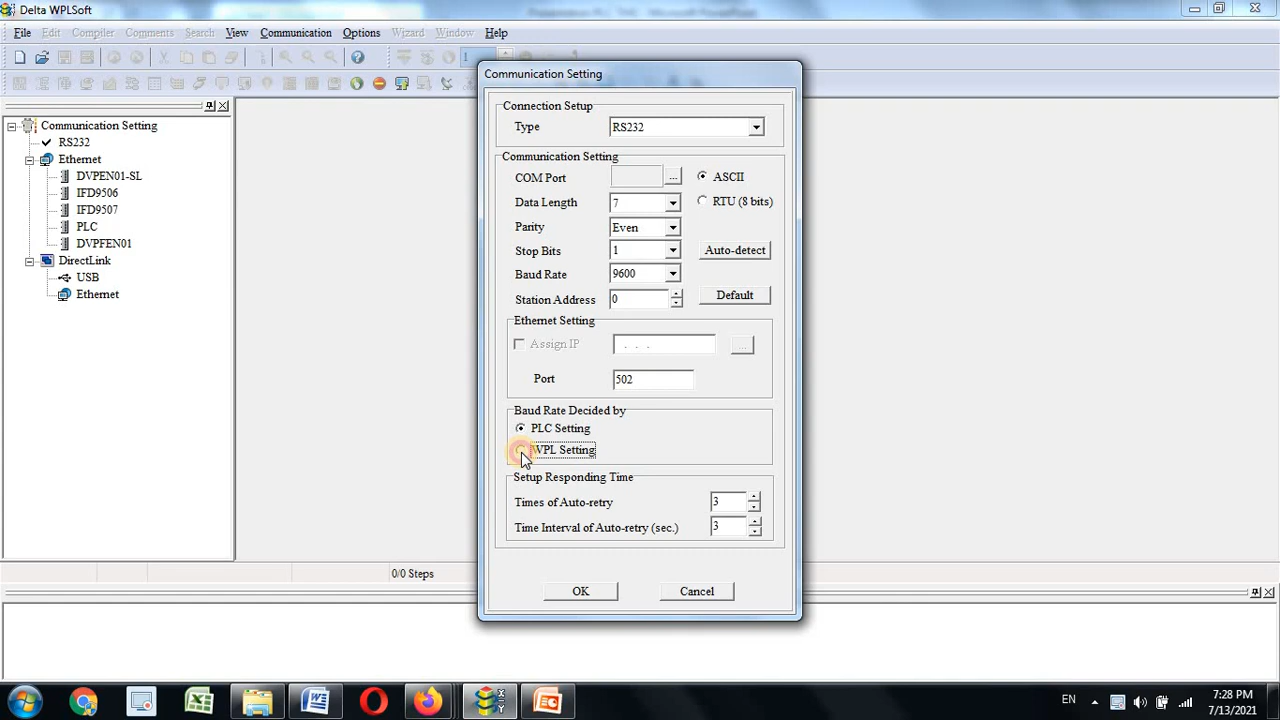 Delta WPLSoft
File Edit Compiler Comments Search View Communication Options Wizard Window Help
1
Communication Setting
RS232
Ethernet
DVPEN01-SL
IFD9506
IFD9507
PLC
DVPFEN01
DirectLink
USB
Ethernet
Communication Setting
Connection Setup
Type RS232
Communication Setting
COM Port ... ASCII
Data Length 7 RTU (8 bits)
Parity Even
Stop Bits 1 Auto-detect
Baud Rate 9600
Station Address 0 Default
Ethernet Setting
Assign IP . . . ...
Port 502
Baud Rate Decided by
PLC Setting
WPL Setting
Setup Responding Time
Times of Auto-retry 3
Time Interval of Auto-retry (sec.) 3
OK Cancel
0/0 Steps
EN
7:28 PM
7/13/2021